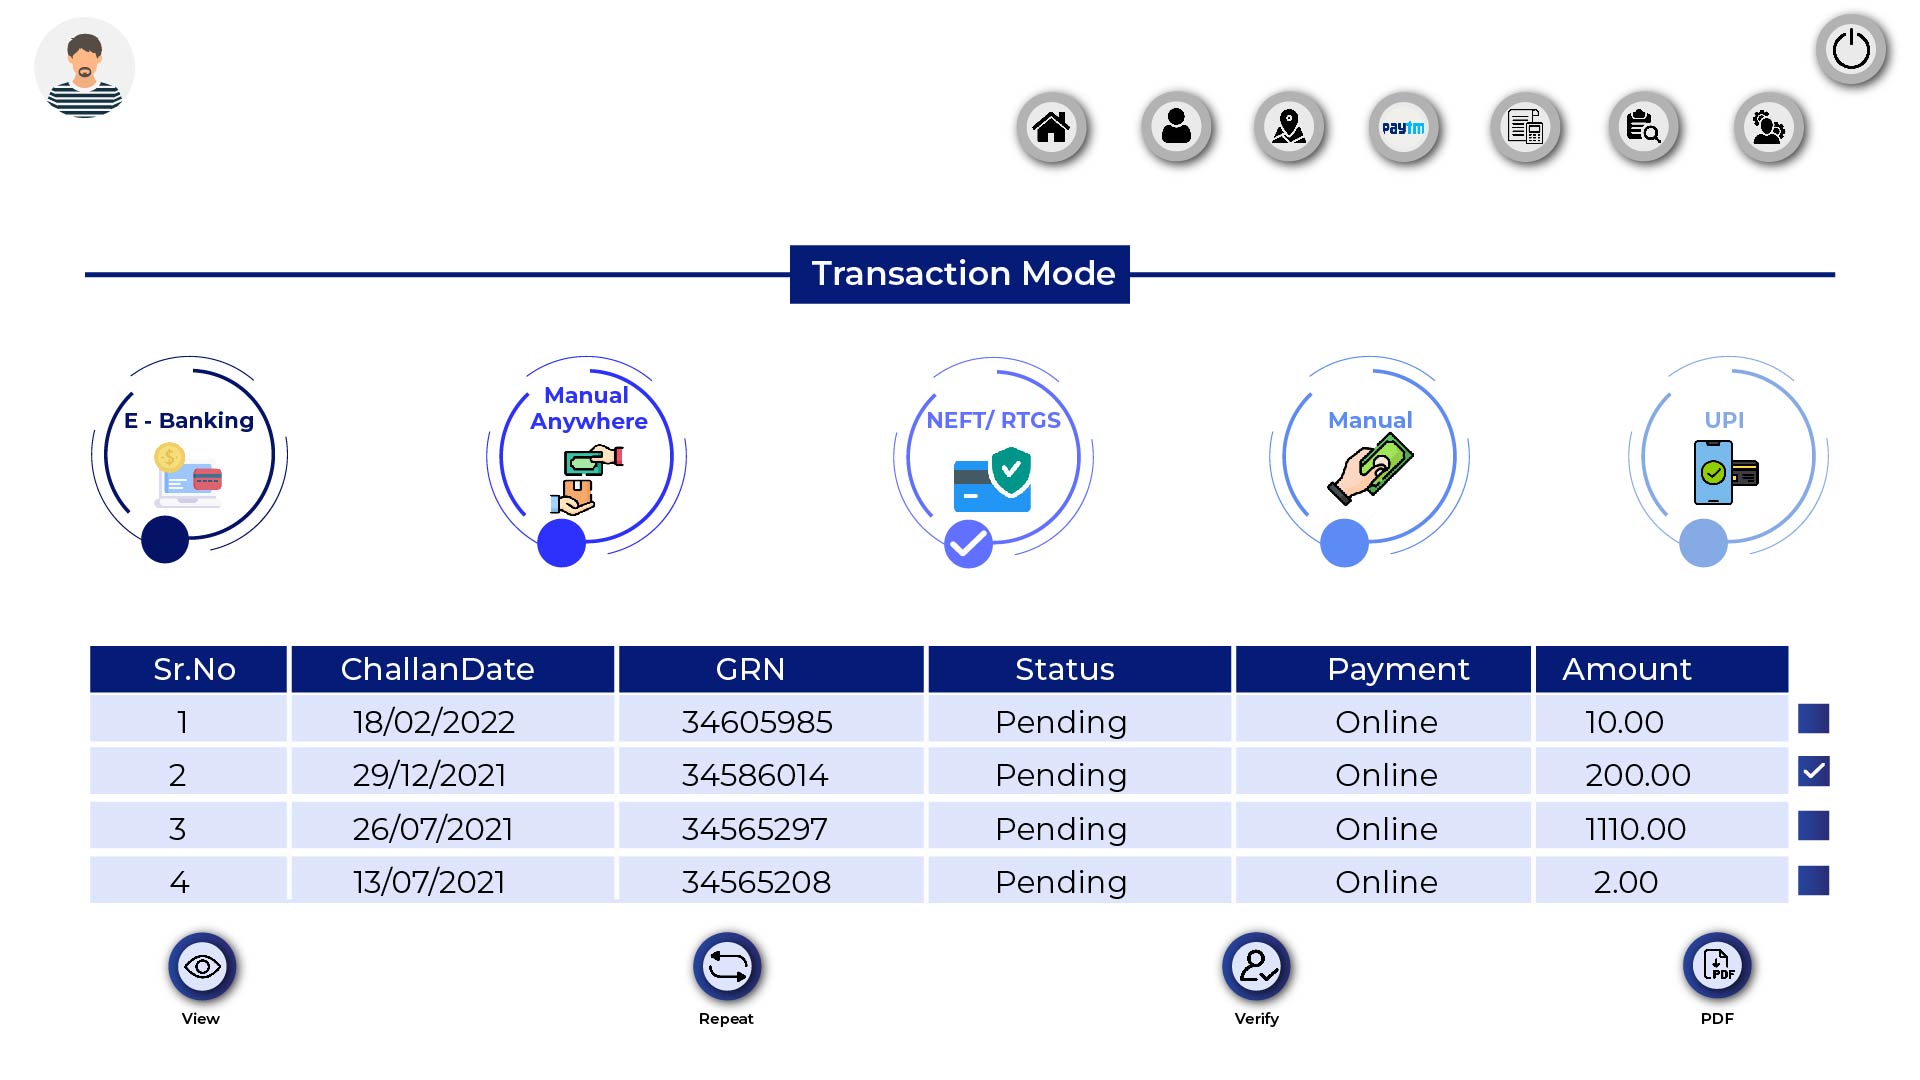 paytm
Transaction Mode
E - Banking
Manual
Anywhere
NEFT/ RTGS
Manual
UPI
Sr.No ChallanDate GRN Status Payment Amount
1 18/02/2022 34605985 Pending Online 10.00
2 29/12/2021 34586014 Pending Online 200.00
3 26/07/2021 34565297 Pending Online 1110.00
4 13/07/2021 34565208 Pending Online 2.00
PDF
View Repeat Verify PDF